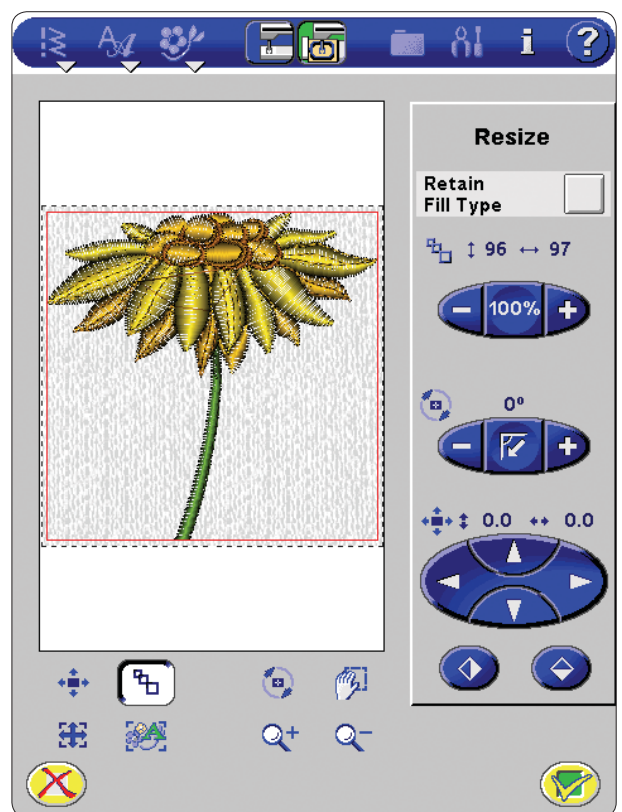 i ?
Resize
Retain
Fill Type
↕ 96 ↔ 97
- 100% +
0°
- +
↕ 0.0 ↔ 0.0